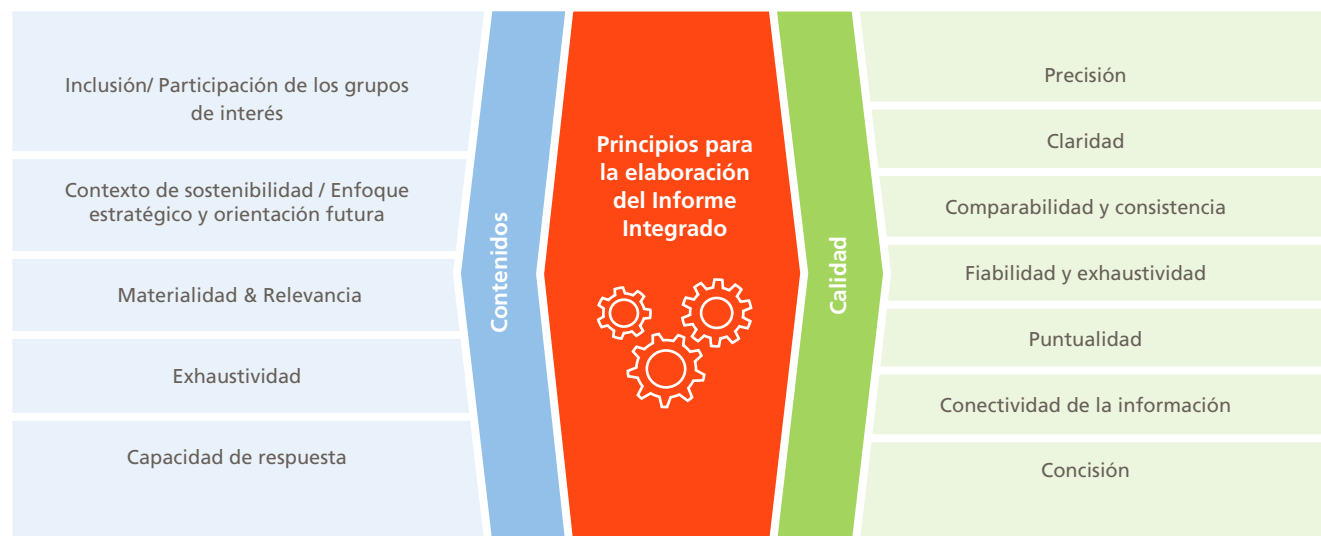 Inclusión/ Participación de los grupos
de interés
Contexto de sostenibilidad / Enfoque
estratégico y orientación futura
Materialidad & Relevancia
Exhaustividad
Capacidad de respuesta
Contenidos
Principios para
la elaboración
del Informe
Integrado
Calidad
Precisión
Claridad
Comparabilidad y consistencia
Fiabilidad y exhaustividad
Puntualidad
Conectividad de la información
Concisión